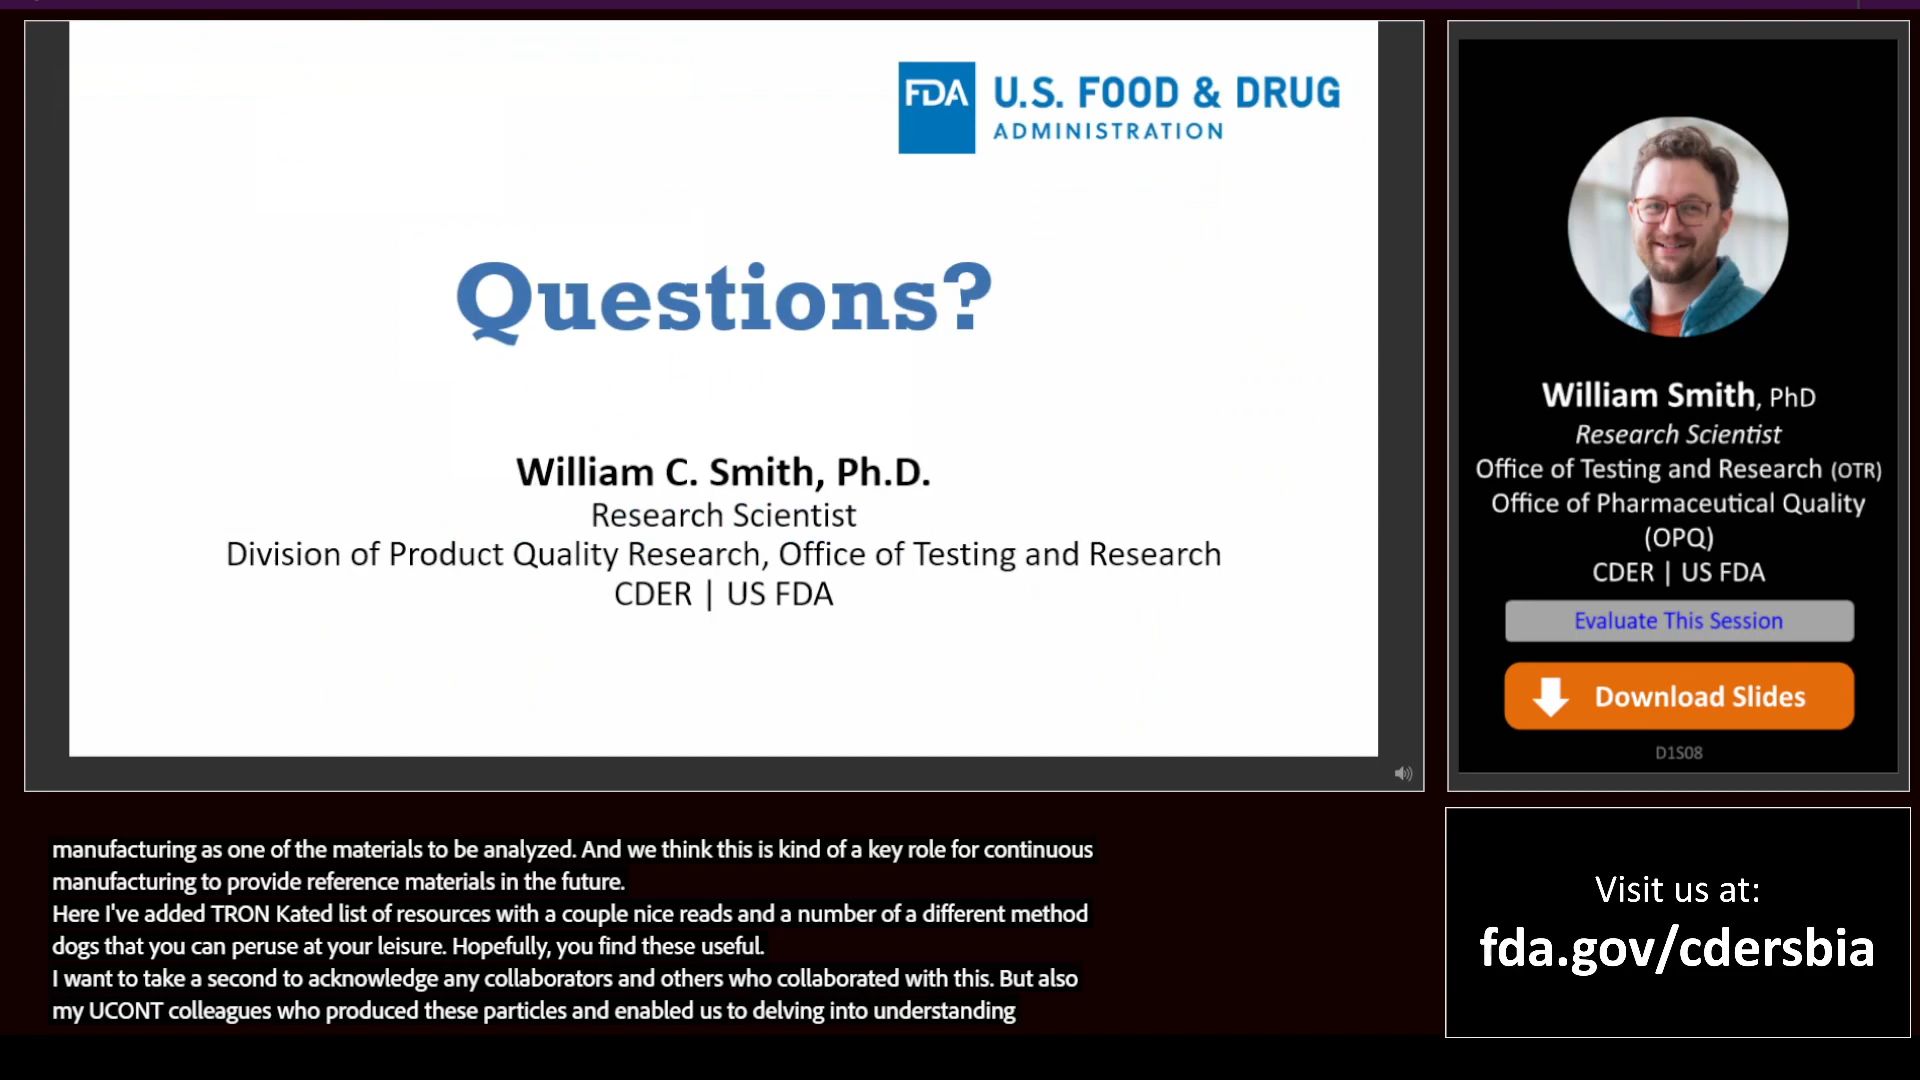 FDA
U.S. FOOD & DRUG
ADMINISTRATION
Questions?
William C. Smith, Ph.D.
Research Scientist
Division of Product Quality Research, Office of Testing and Research
CDER | US FDA
William Smith, PhD
Research Scientist
Office of Testing and Research (OTR)
Office of Pharmaceutical Quality
(OPQ)
CDER | US FDA
Evaluate This Session
Download Slides
D1S08
manufacturing as one of the materials to be analyzed. And we think this is kind of a key role for continuous
manufacturing to provide reference materials in the future.
Here I've added TRON Kated list of resources with a couple nice reads and a number of a different method
dogs that you can peruse at your leisure. Hopefully, you find these useful.
I want to take a second to acknowledge any collaborators and others who collaborated with this. But also
my UCONT colleagues who produced these particles and enabled us to delving into understanding
Visit us at:
fda.gov/cdersbia